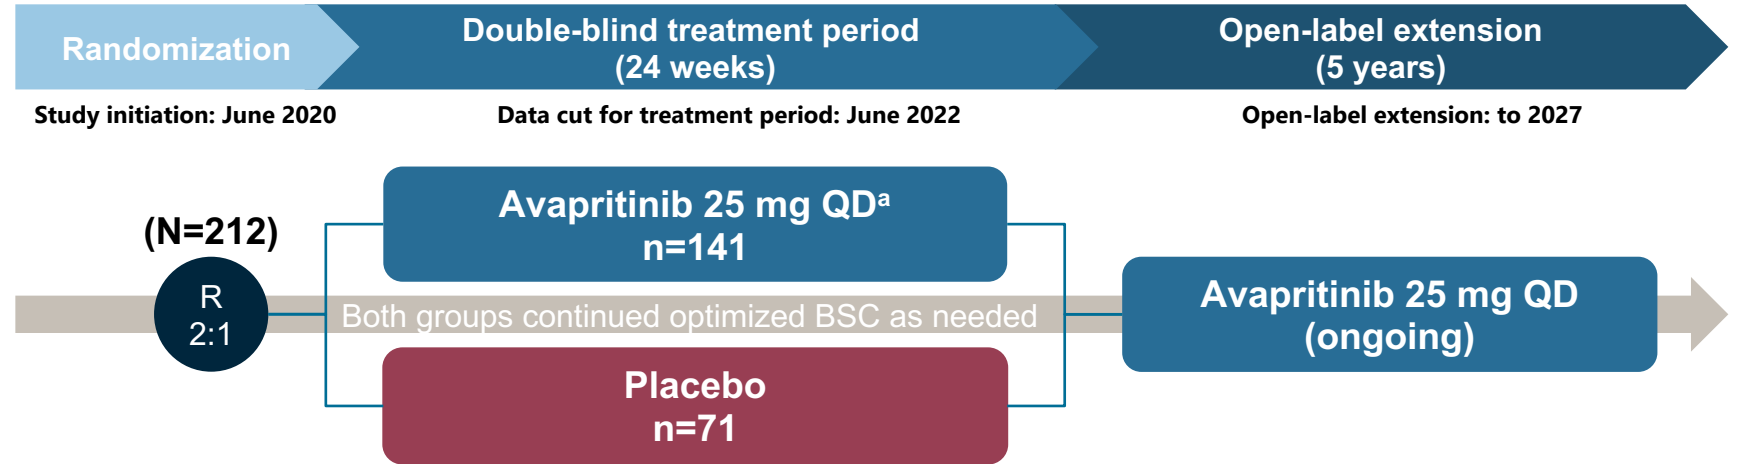 Randomization
Double-blind treatment period
(24 weeks)
Open-label extension
(5 years)
Study initiation: June 2020
Data cut for treatment period: June 2022
Open-label extension: to 2027
(N=212)
R
2:1
Avapritinib 25 mg QDᵃ
n=141
Both groups continued optimized BSC as needed
Placebo
n=71
Avapritinib 25 mg QD
(ongoing)